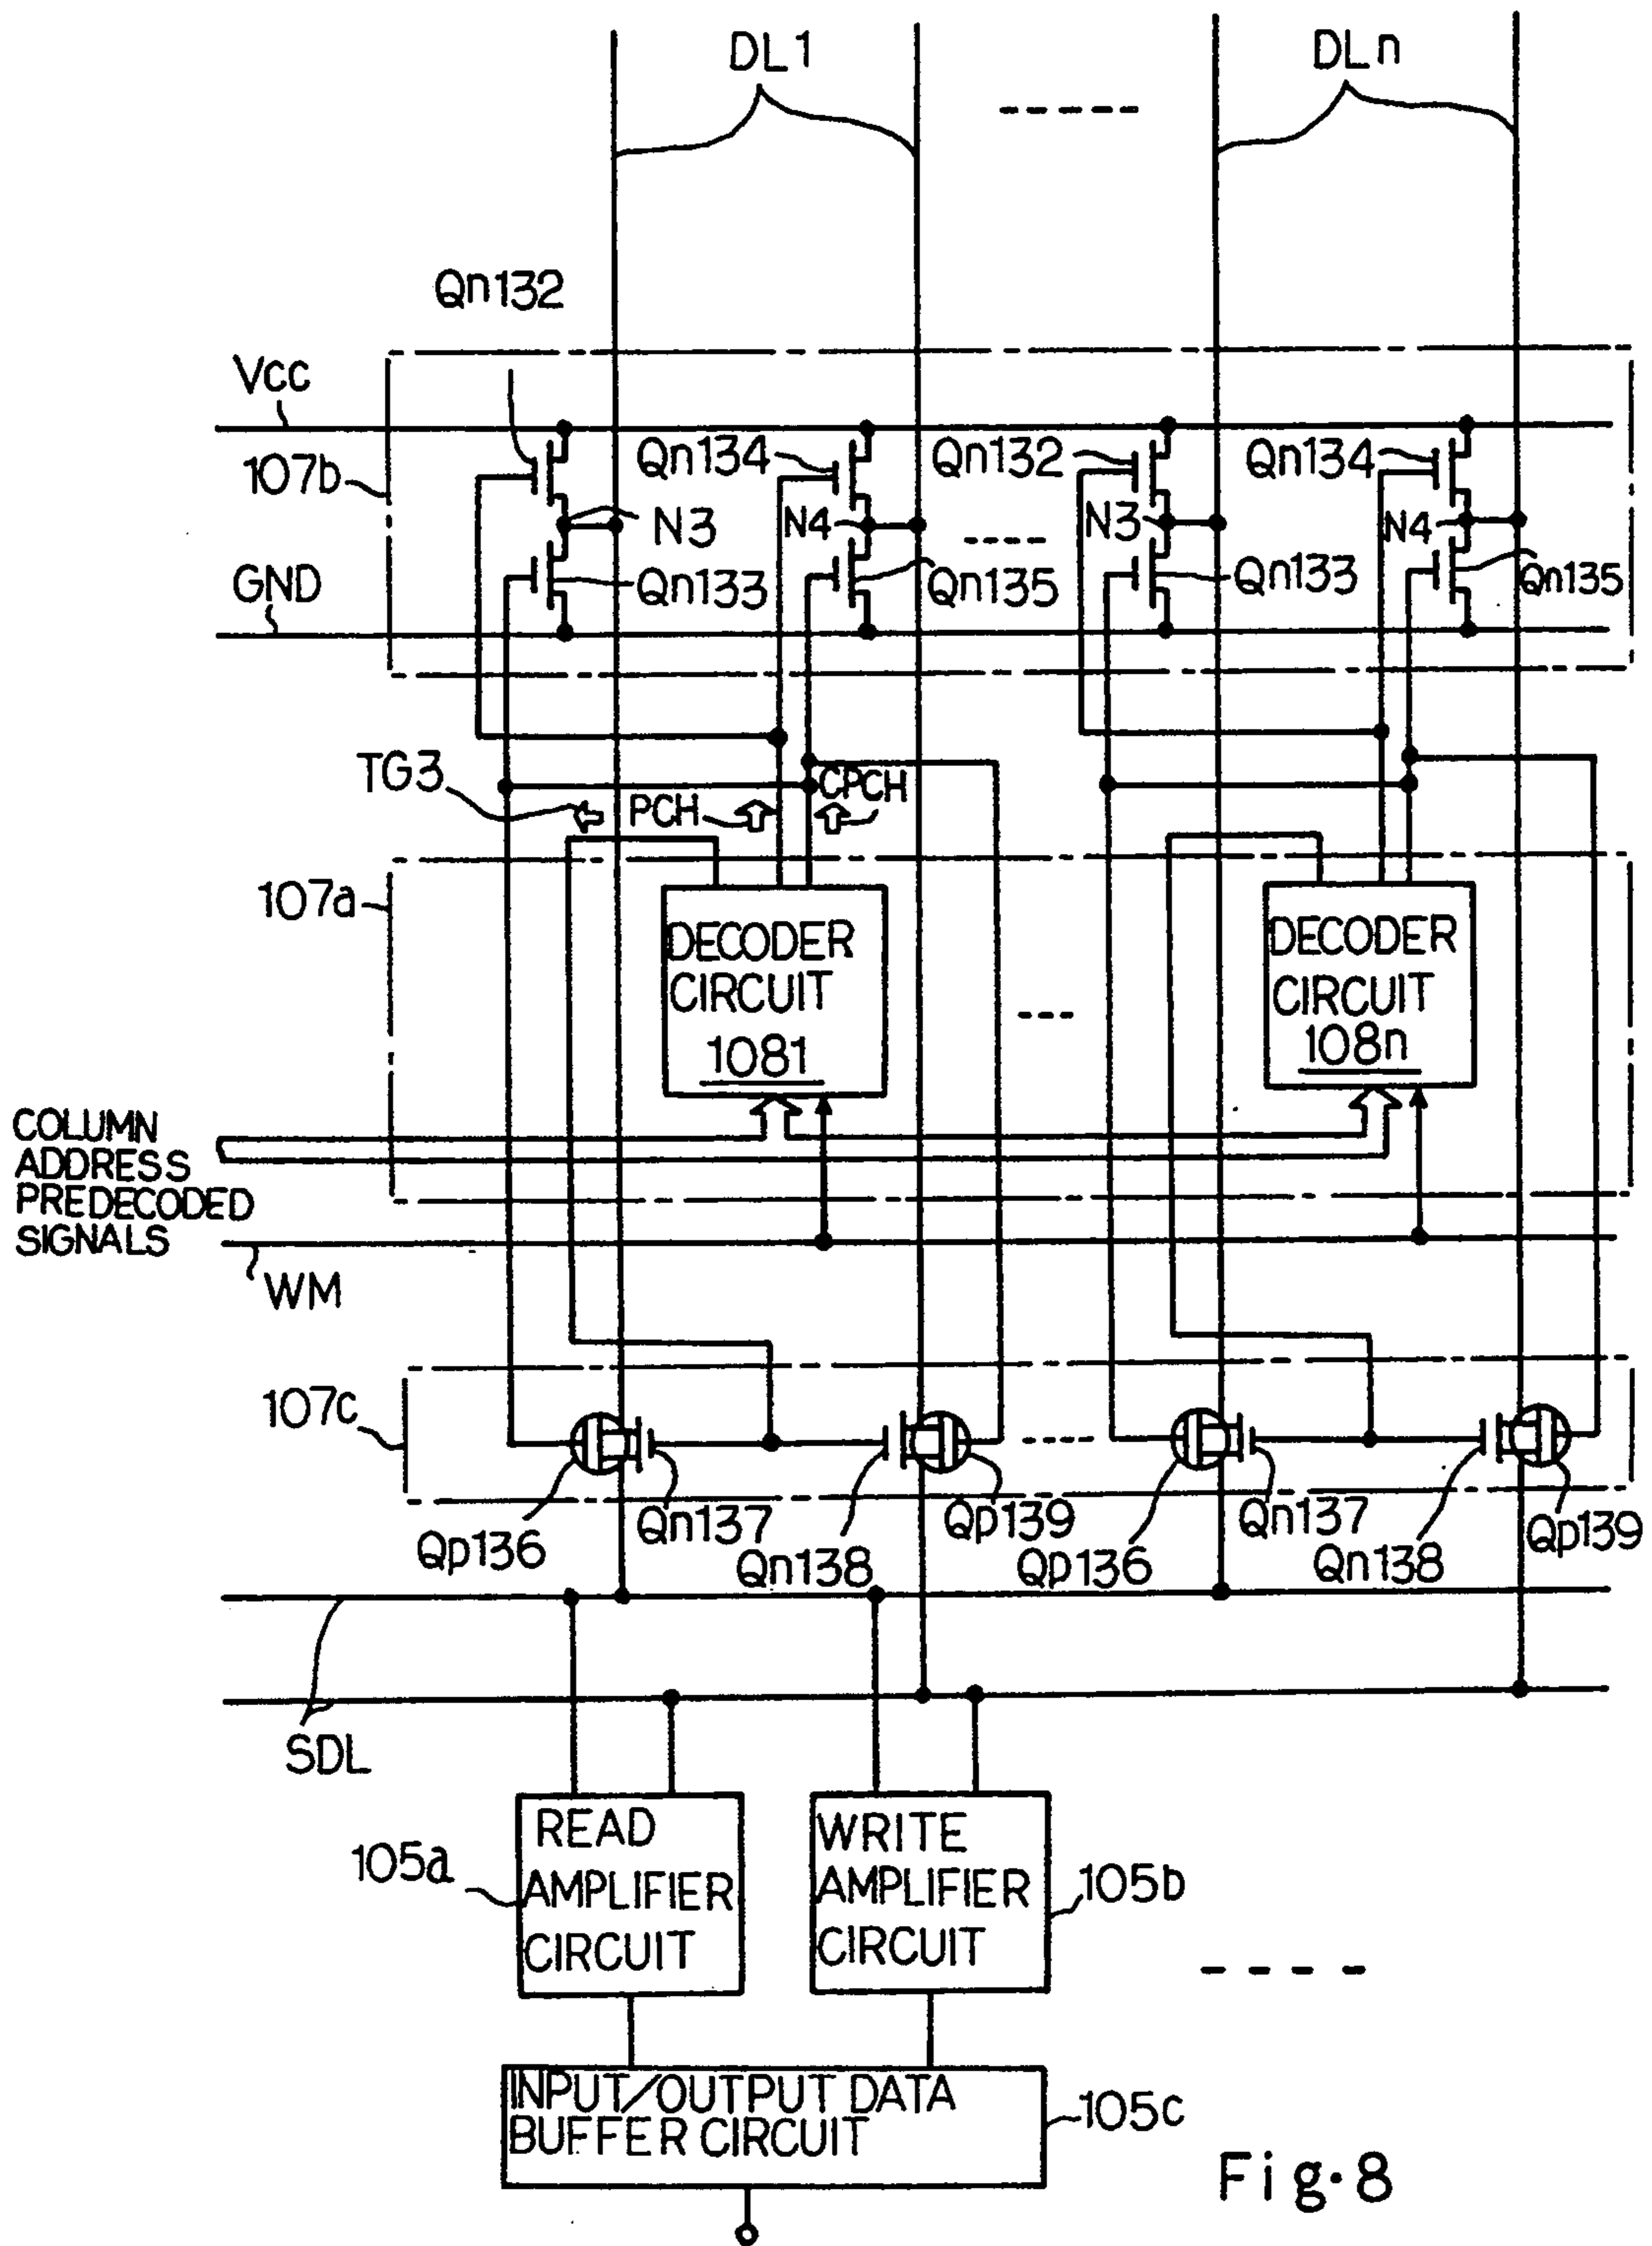 DL1
DLn
Qn132
Vcc
107b
Qn134
Qn132
Qn134
N3
N4
N3
N4
GND
Qn133
Qn135
Qn133
Qn135
TG3
PCH
CPCH
107a
DECODER
CIRCUIT
1081
DECODER
CIRCUIT
108n
COLUMN
ADDRESS
PREDECODED
SIGNALS
WM
107c
Qp136
Qn137
Qn138
Qp139
Qp136
Qn137
Qn138
Qp139
SDL
105a
READ
AMPLIFIER
CIRCUIT
WRITE
AMPLIFIER
CIRCUIT
105b
INPUT/OUTPUT DATA
BUFFER CIRCUIT
105c
Fig.8